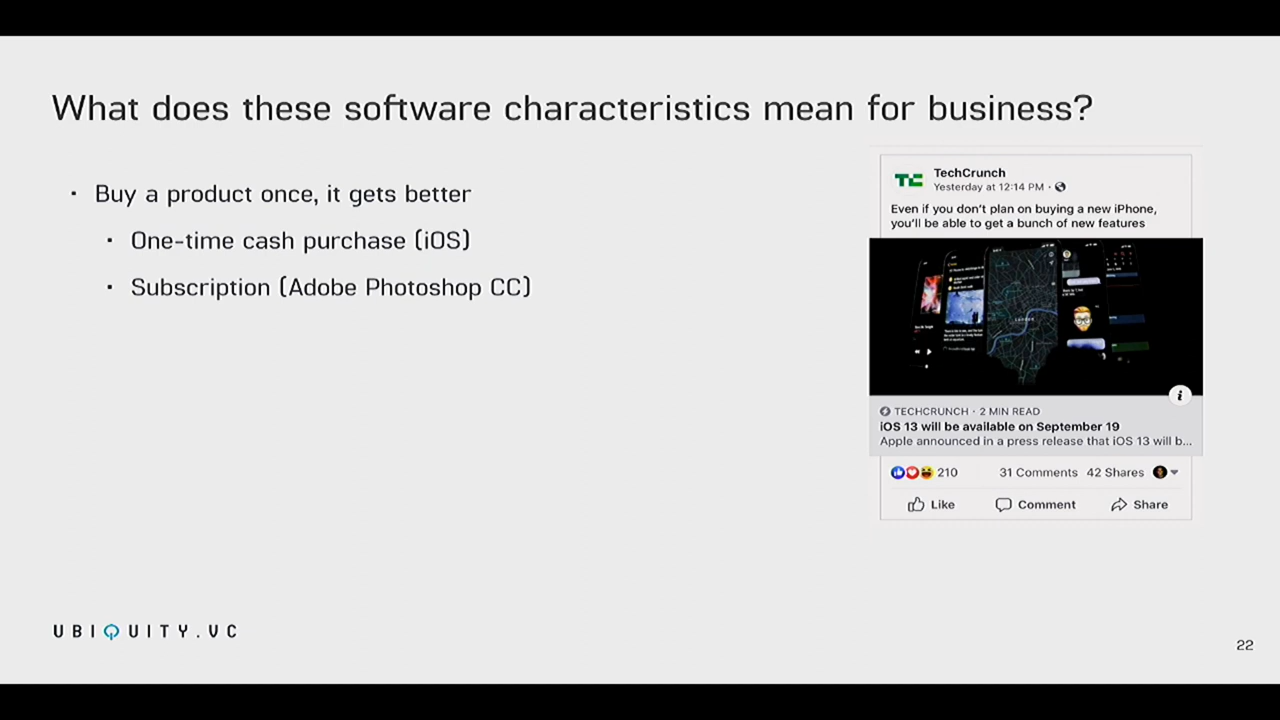 What does these software characteristics mean for business?
▪ Buy a product once, it gets better
▪ One-time cash purchase (iOS)
▪ Subscription (Adobe Photoshop CC)
TechCrunch
Yesterday at 12:14 PM ·
Even if you don't plan on buying a new iPhone,
you'll be able to get a bunch of new features
TECHCRUNCH · 2 MIN READ
iOS 13 will be available on September 19
Apple announced in a press release that iOS 13 will b...
210 31 Comments 42 Shares
Like Comment Share
UBIQUITY.VC
22